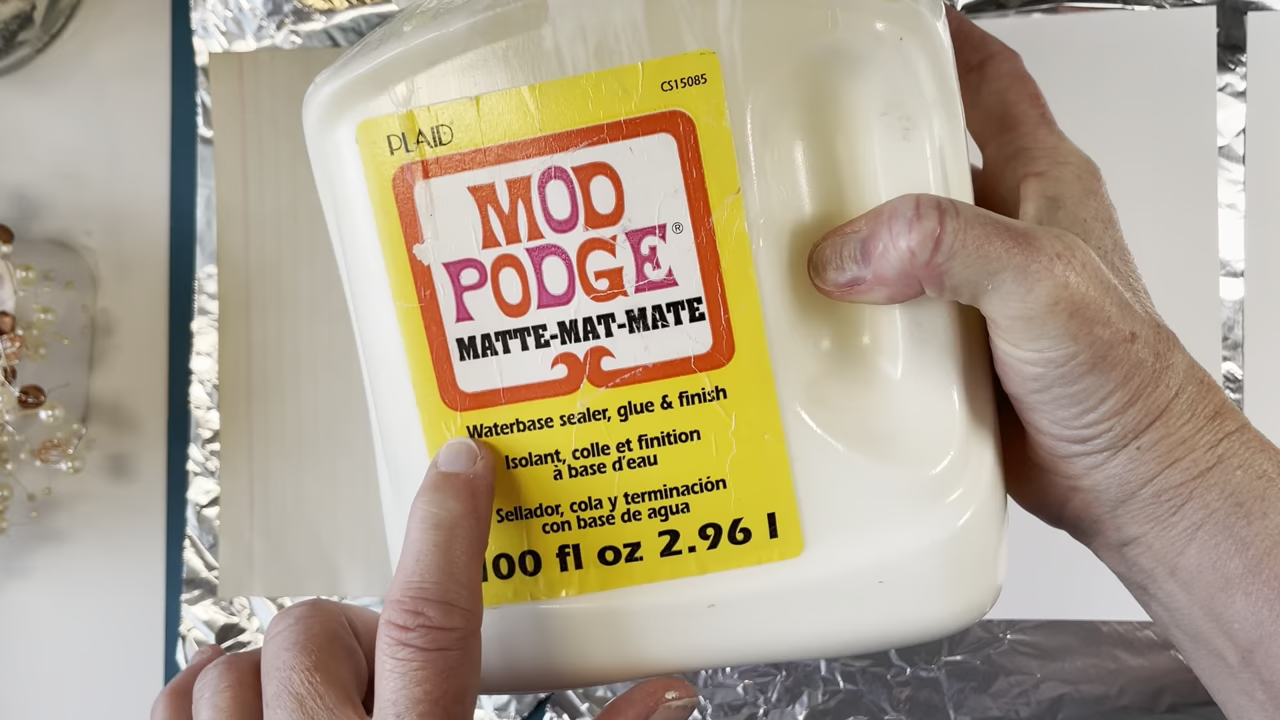 CS15085
PLAID
MOD
PODGE®
MATTE-MAT-MATE
Waterbase sealer, glue & finish
Isolant, colle et finition
à base d'eau
Sellador, cola y terminación
con base de agua
100 fl oz 2.96 l